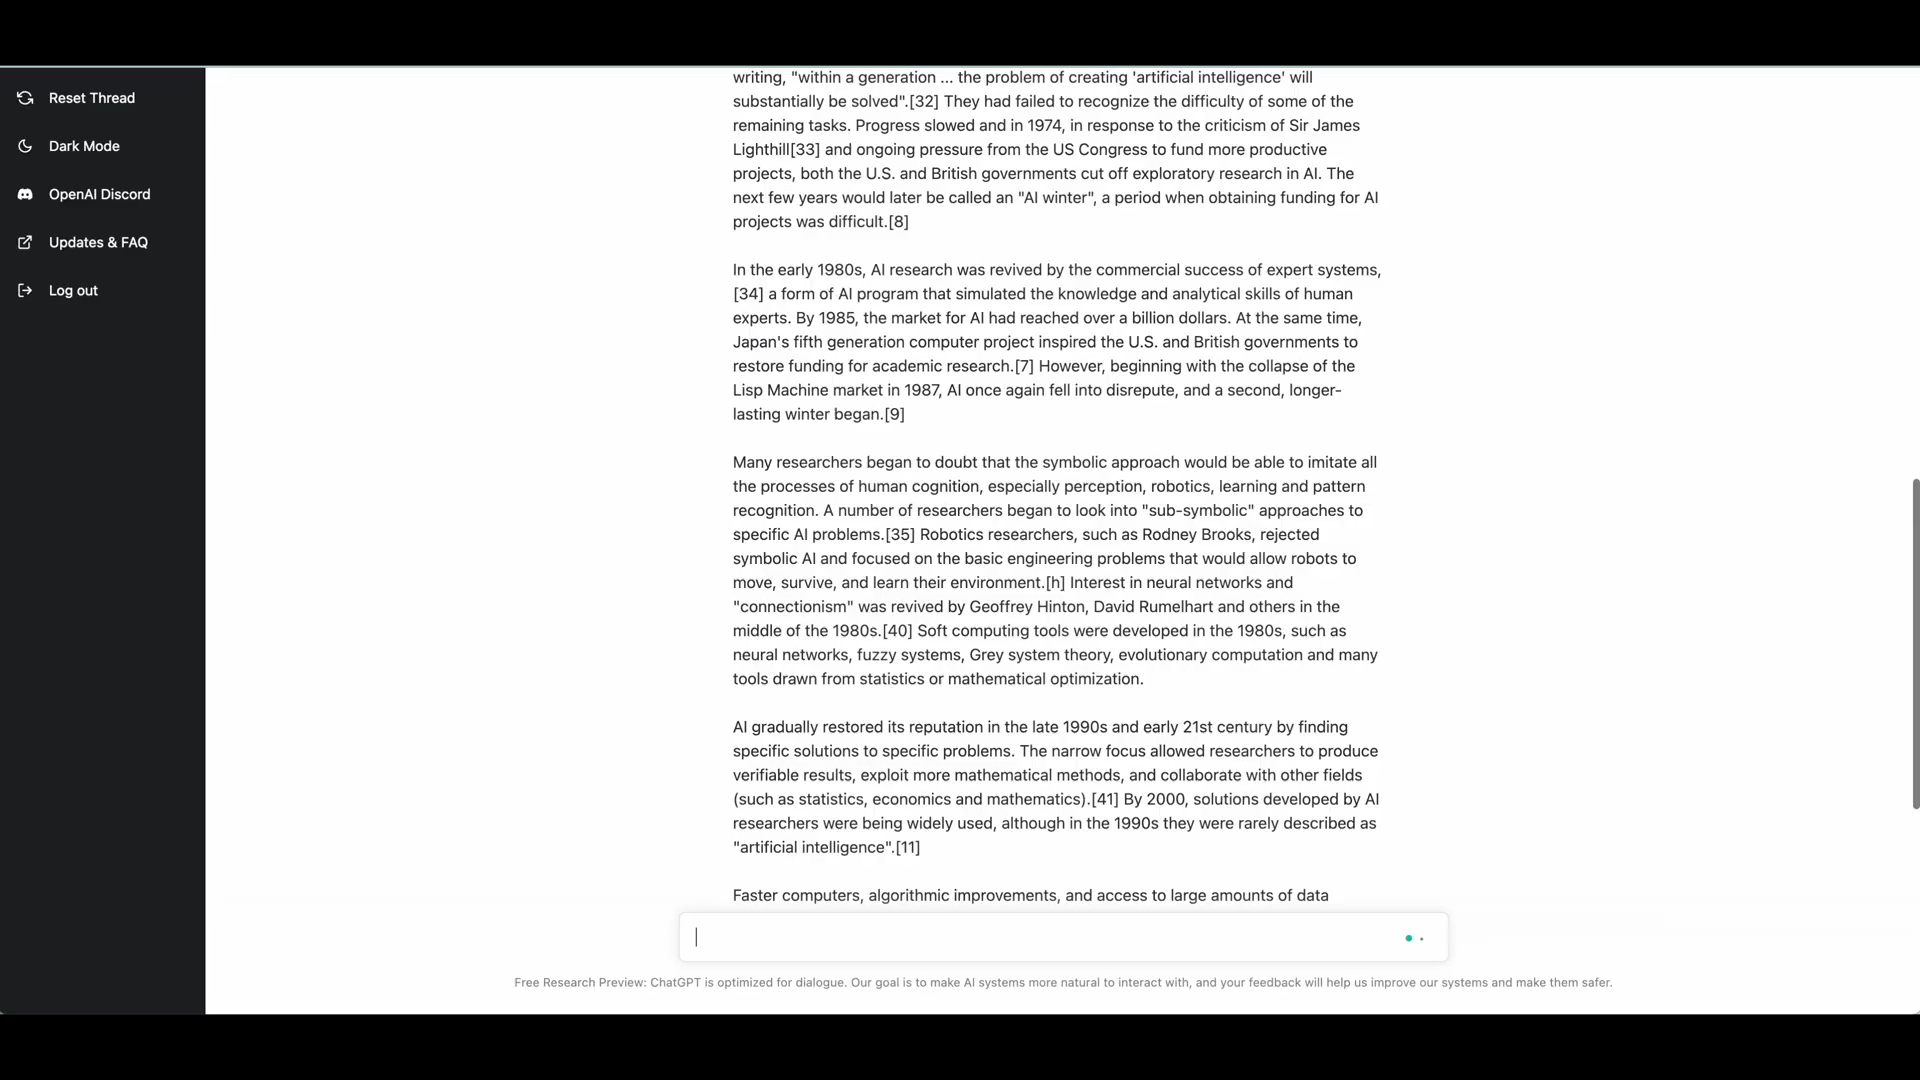 Reset Thread
Dark Mode
OpenAI Discord
Updates & FAQ
Log out
writing, "within a generation ... the problem of creating 'artificial intelligence' will
substantially be solved".[32] They had failed to recognize the difficulty of some of the
remaining tasks. Progress slowed and in 1974, in response to the criticism of Sir James
Lighthill[33] and ongoing pressure from the US Congress to fund more productive
projects, both the U.S. and British governments cut off exploratory research in AI. The
next few years would later be called an "AI winter", a period when obtaining funding for AI
projects was difficult.[8]
In the early 1980s, AI research was revived by the commercial success of expert systems,
[34] a form of AI program that simulated the knowledge and analytical skills of human
experts. By 1985, the market for AI had reached over a billion dollars. At the same time,
Japan's fifth generation computer project inspired the U.S. and British governments to
restore funding for academic research.[7] However, beginning with the collapse of the
Lisp Machine market in 1987, AI once again fell into disrepute, and a second, longer-
lasting winter began.[9]
Many researchers began to doubt that the symbolic approach would be able to imitate all
the processes of human cognition, especially perception, robotics, learning and pattern
recognition. A number of researchers began to look into "sub-symbolic" approaches to
specific AI problems.[35] Robotics researchers, such as Rodney Brooks, rejected
symbolic AI and focused on the basic engineering problems that would allow robots to
move, survive, and learn their environment.[h] Interest in neural networks and
"connectionism" was revived by Geoffrey Hinton, David Rumelhart and others in the
middle of the 1980s.[40] Soft computing tools were developed in the 1980s, such as
neural networks, fuzzy systems, Grey system theory, evolutionary computation and many
tools drawn from statistics or mathematical optimization.
AI gradually restored its reputation in the late 1990s and early 21st century by finding
specific solutions to specific problems. The narrow focus allowed researchers to produce
verifiable results, exploit more mathematical methods, and collaborate with other fields
(such as statistics, economics and mathematics).[41] By 2000, solutions developed by AI
researchers were being widely used, although in the 1990s they were rarely described as
"artificial intelligence".[11]
Faster computers, algorithmic improvements, and access to large amounts of data
Free Research Preview: ChatGPT is optimized for dialogue. Our goal is to make AI systems more natural to interact with, and your feedback will help us improve our systems and make them safer.